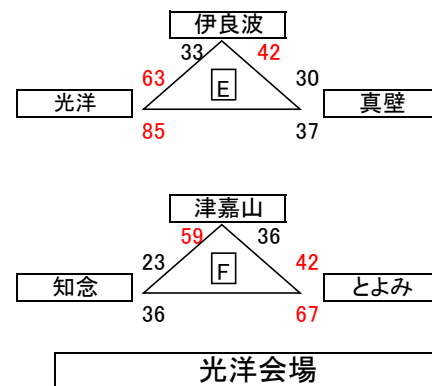 伊良波
33 42
63 E 30
光洋 真壁
85 37
津嘉山
59 36
23 F 42
知念 とよみ
36 67
光洋会場